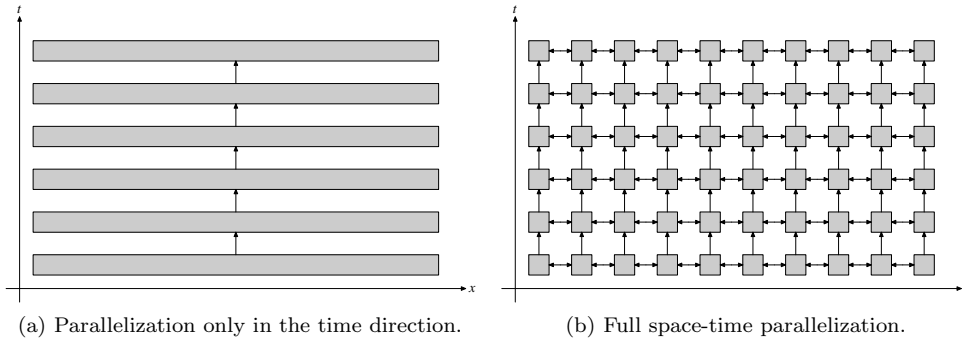 t
t
x
(a) Parallelization only in the time direction.
(b) Full space-time parallelization.